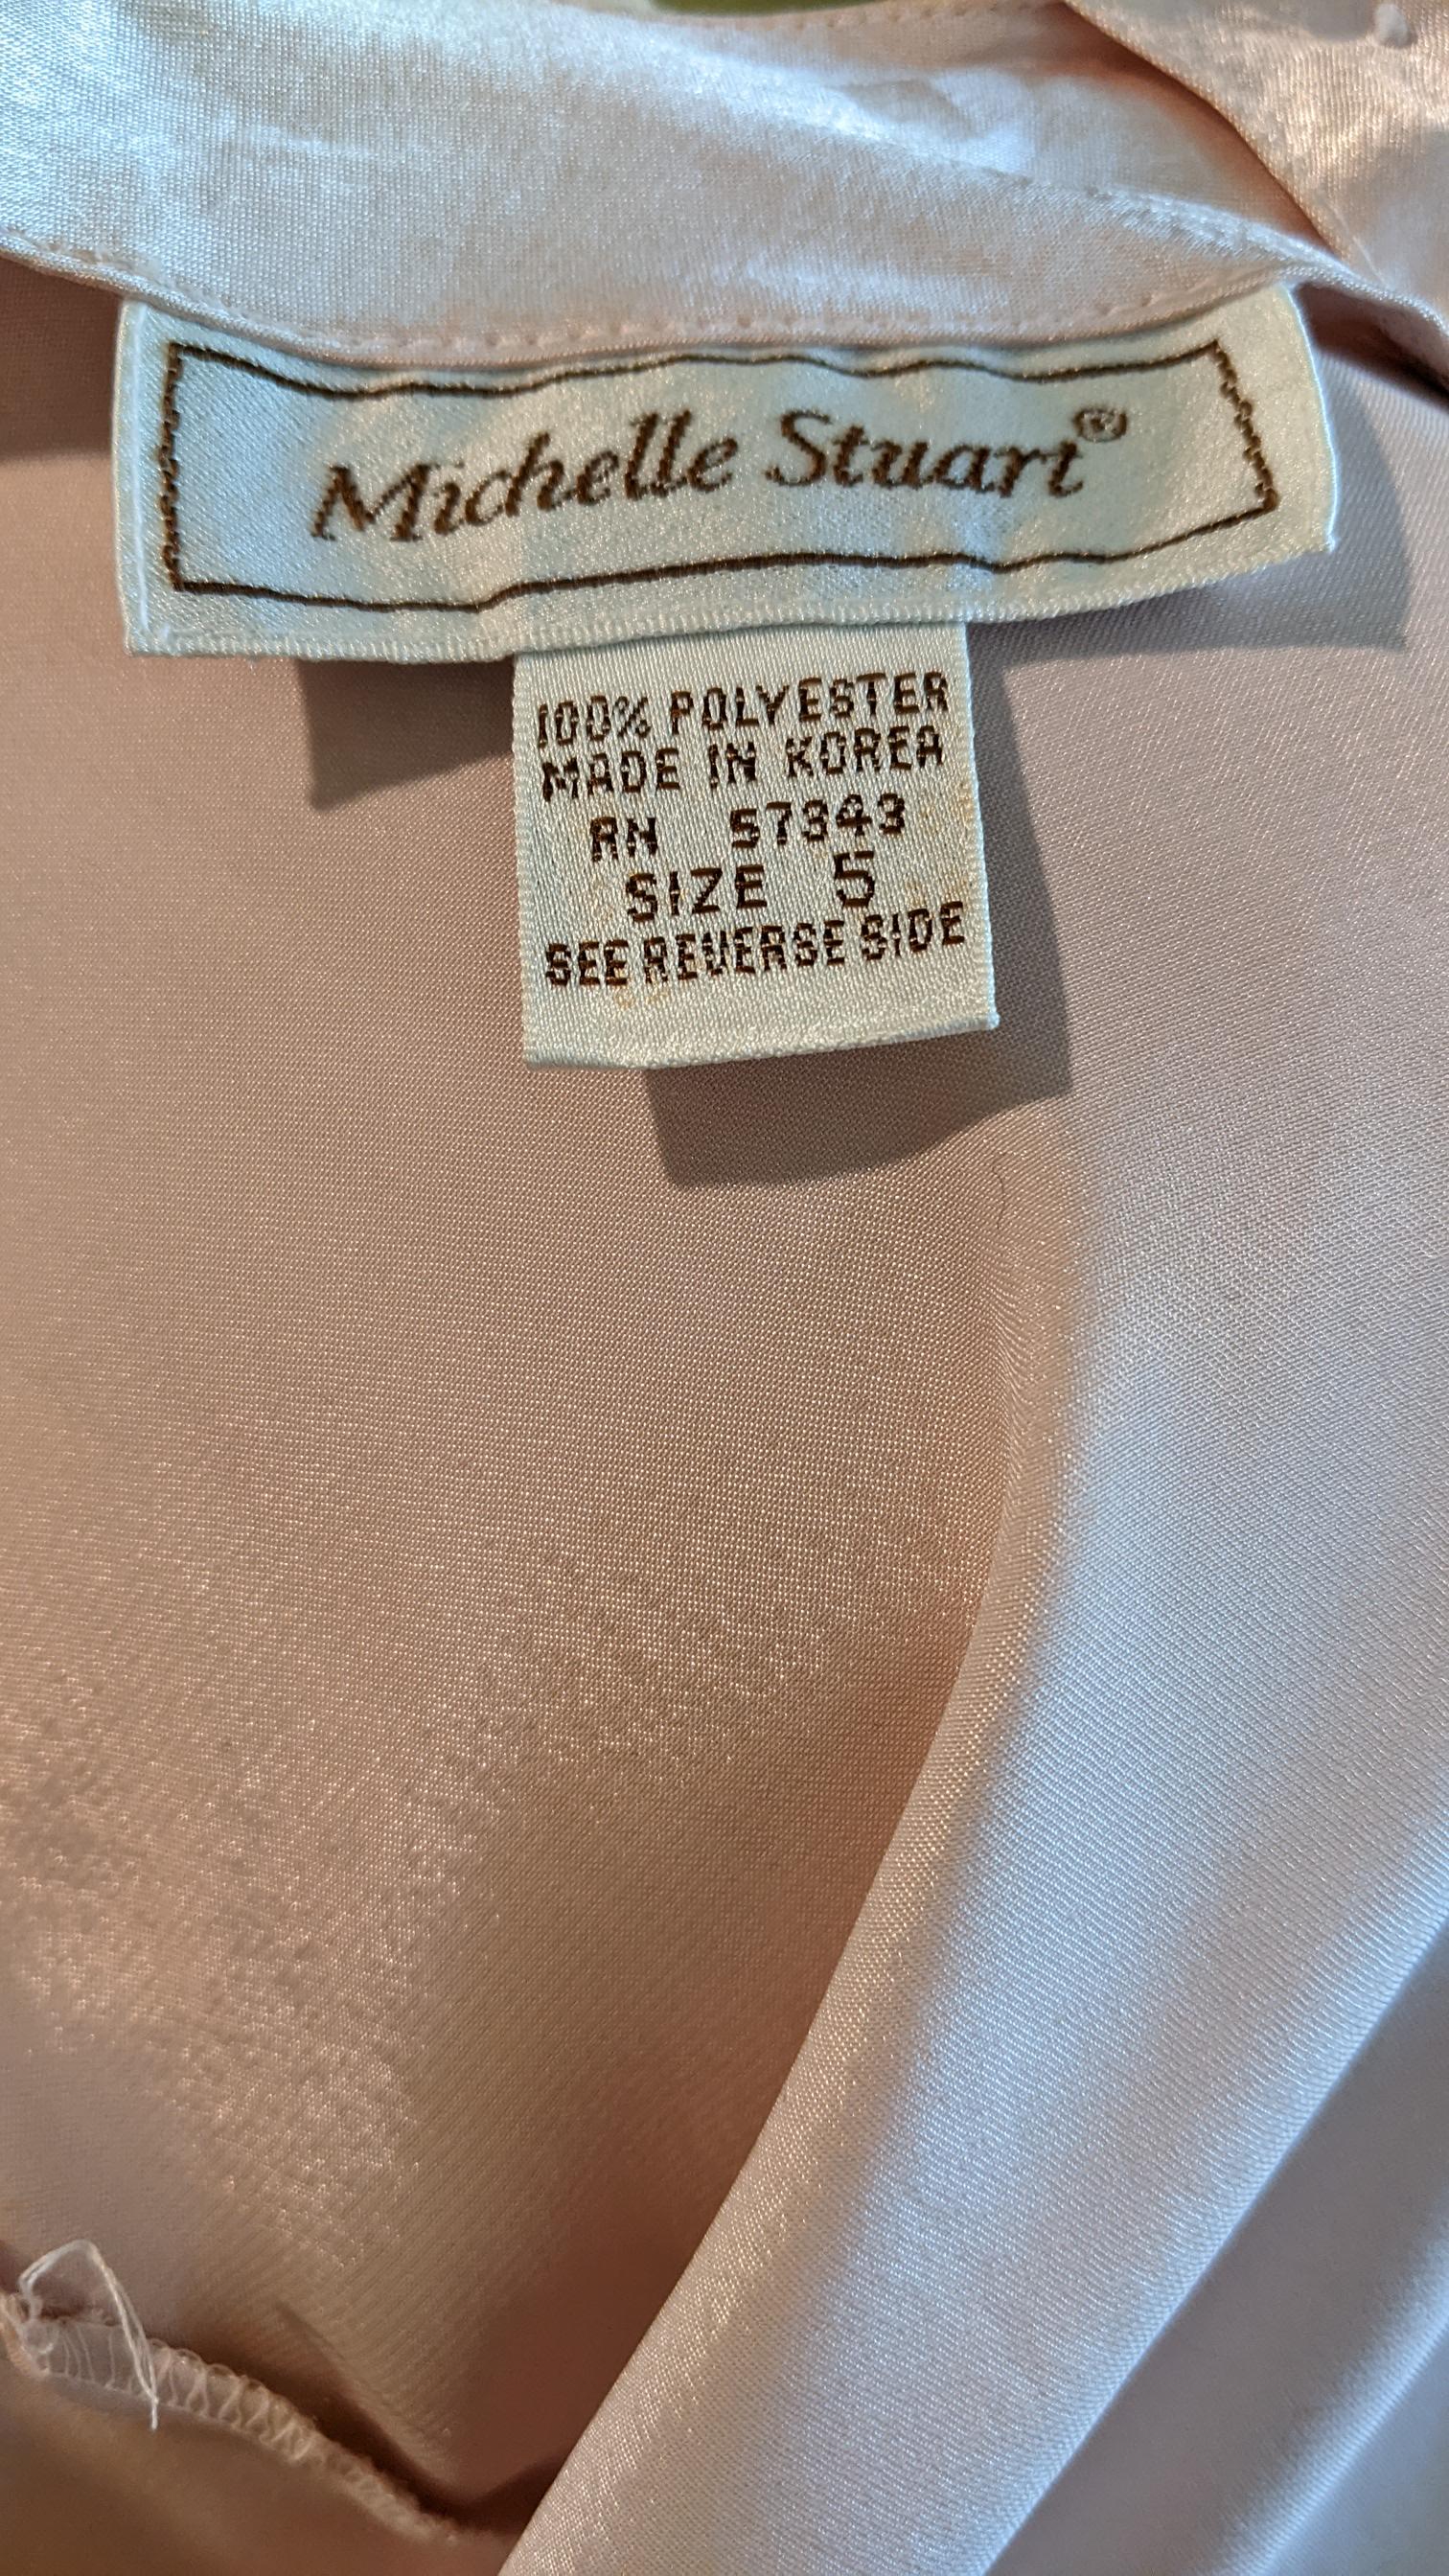 Michelle Stuart®
100% POLYESTER
MADE IN KOREA
RN 57343
SIZE 5
SEE REVERSE SIDE